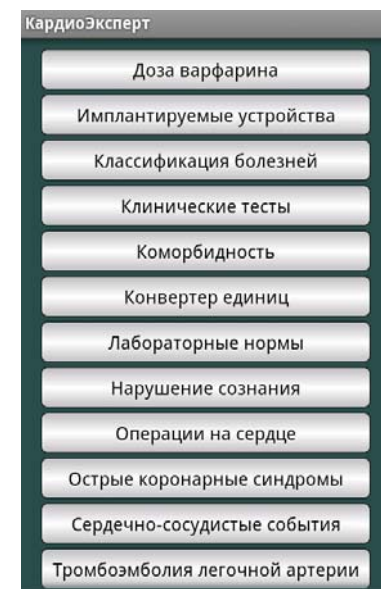 КардиоЭксперт
Доза варфарина
Имплантируемые устройства
Классификация болезней
Клинические тесты
Коморбидность
Конвертер единиц
Лабораторные нормы
Нарушение сознания
Операции на сердце
Острые коронарные синдромы
Сердечно-сосудистые события
Тромбоэмболия легочной артерии